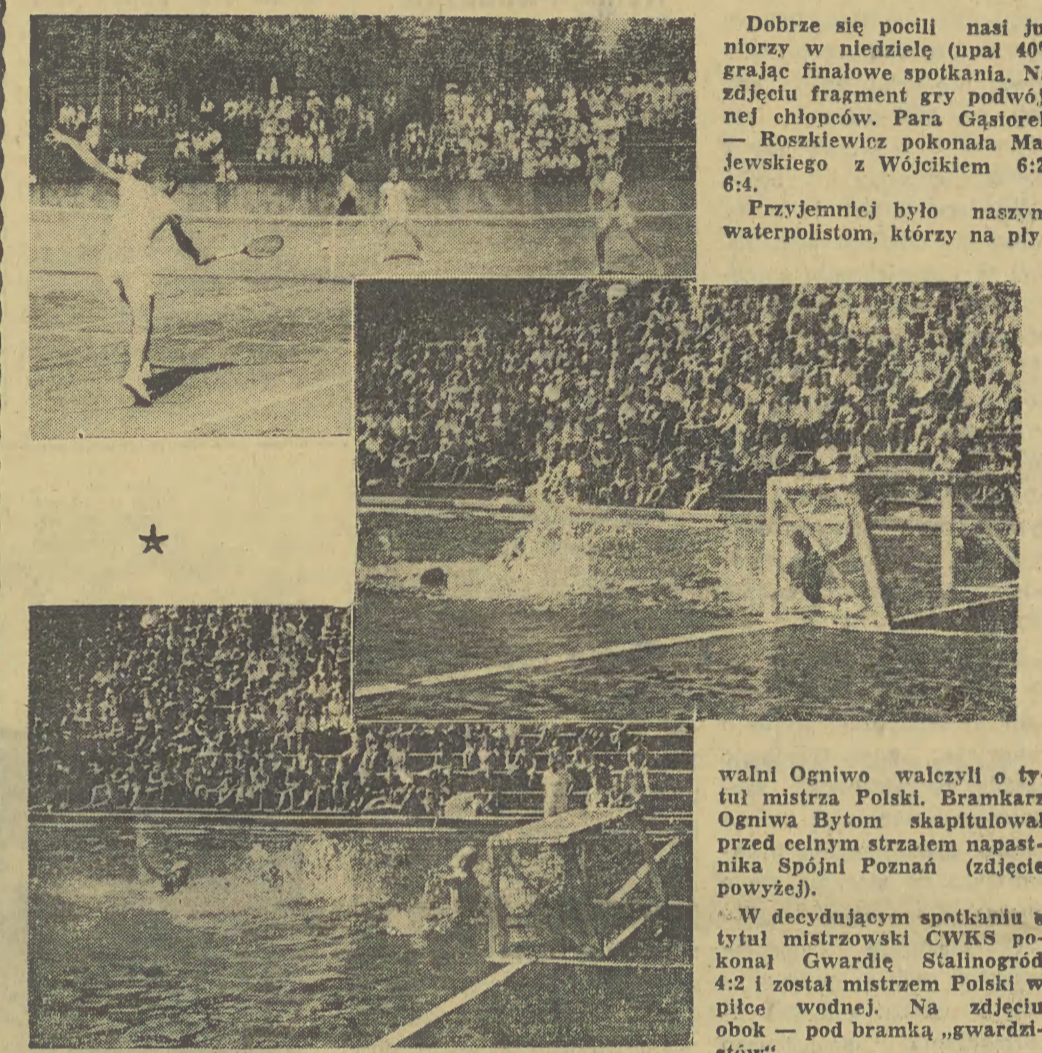 Dobrze się pocili nasi ju
niorzy w niedzielę (upał 40°
grając finałowe spotkania. Na
zdjęciu fragment gry podwój
nej chłopców. Para Gąsiorek
— Roszkiewicz pokonała Ma
jewskiego z Wójcikiem 6:2
6:4.
Przyjemniej było naszym
waterpolistom, którzy na pły
walni Ogniwo walczyli o ty-
tuł mistrza Polski. Bramkarz
Ogniwa Bytom skapitulował
przed celnym strzałem napast-
nika Spójni Poznań (zdjęcie
powyżej).
W decydującym spotkaniu o
tytuł mistrzowski CWKS po-
konał Gwardię Stalinogród
4:2 i został mistrzem Polski w
piłce wodnej. Na zdjęciu
obok — pod bramką „gwardzi-
stów“